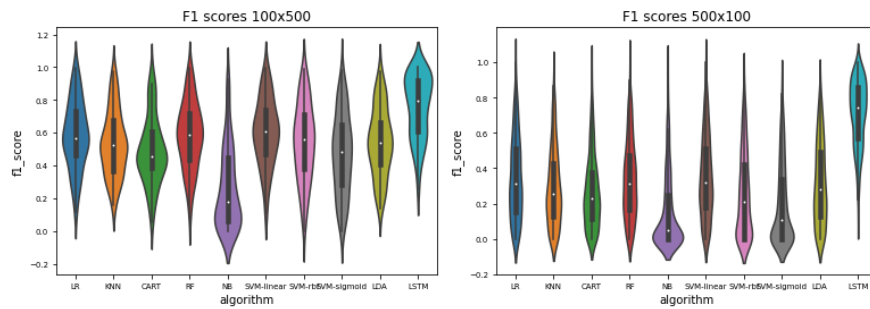 F1 scores 100x500
1.2
1.0
0.8
0.6
0.4
0.2
0.0
−0.2
f1_score
LR KNN CART RF NB SVM-linear SVM-rbf SVM-sigmoid LDA LSTM
algorithm
F1 scores 500x100
1.0
0.8
0.6
0.4
0.2
0.0
−0.2
f1_score
LR KNN CART RF NB SVM-linear SVM-rbf SVM-sigmoid LDA LSTM
algorithm